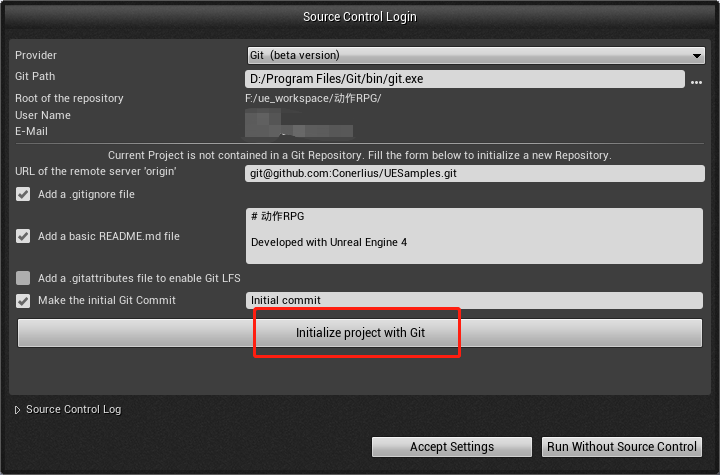 Source Control Login
Provider
Git (beta version)
Git Path
D:/Program Files/Git/bin/git.exe
...
Root of the repository
F:/ue_workspace/动作RPG/
User Name
E-Mail
Current Project is not contained in a Git Repository. Fill the form below to initialize a new Repository.
URL of the remote server 'origin'
git@github.com:Conerlius/UESamples.git
Add a .gitignore file
Add a basic README.md file
# 动作RPG
Developed with Unreal Engine 4
Add a .gitattributes file to enable Git LFS
Make the initial Git Commit
Initial commit
Initialize project with Git
Source Control Log
Accept Settings
Run Without Source Control